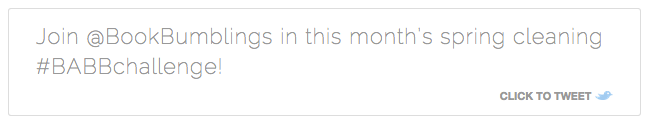 Join @BookBumblings in this month's spring cleaning
#BABBchallenge!
CLICK TO TWEET